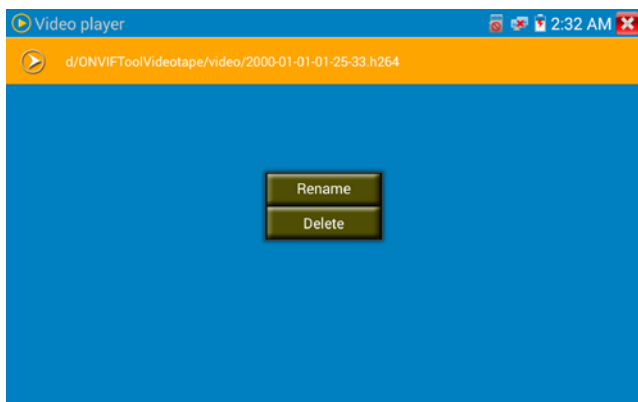 Video player
2:32 AM
d/ONVIFToolVideotape/video/2000-01-01-01-25-33.h264
Rename
Delete